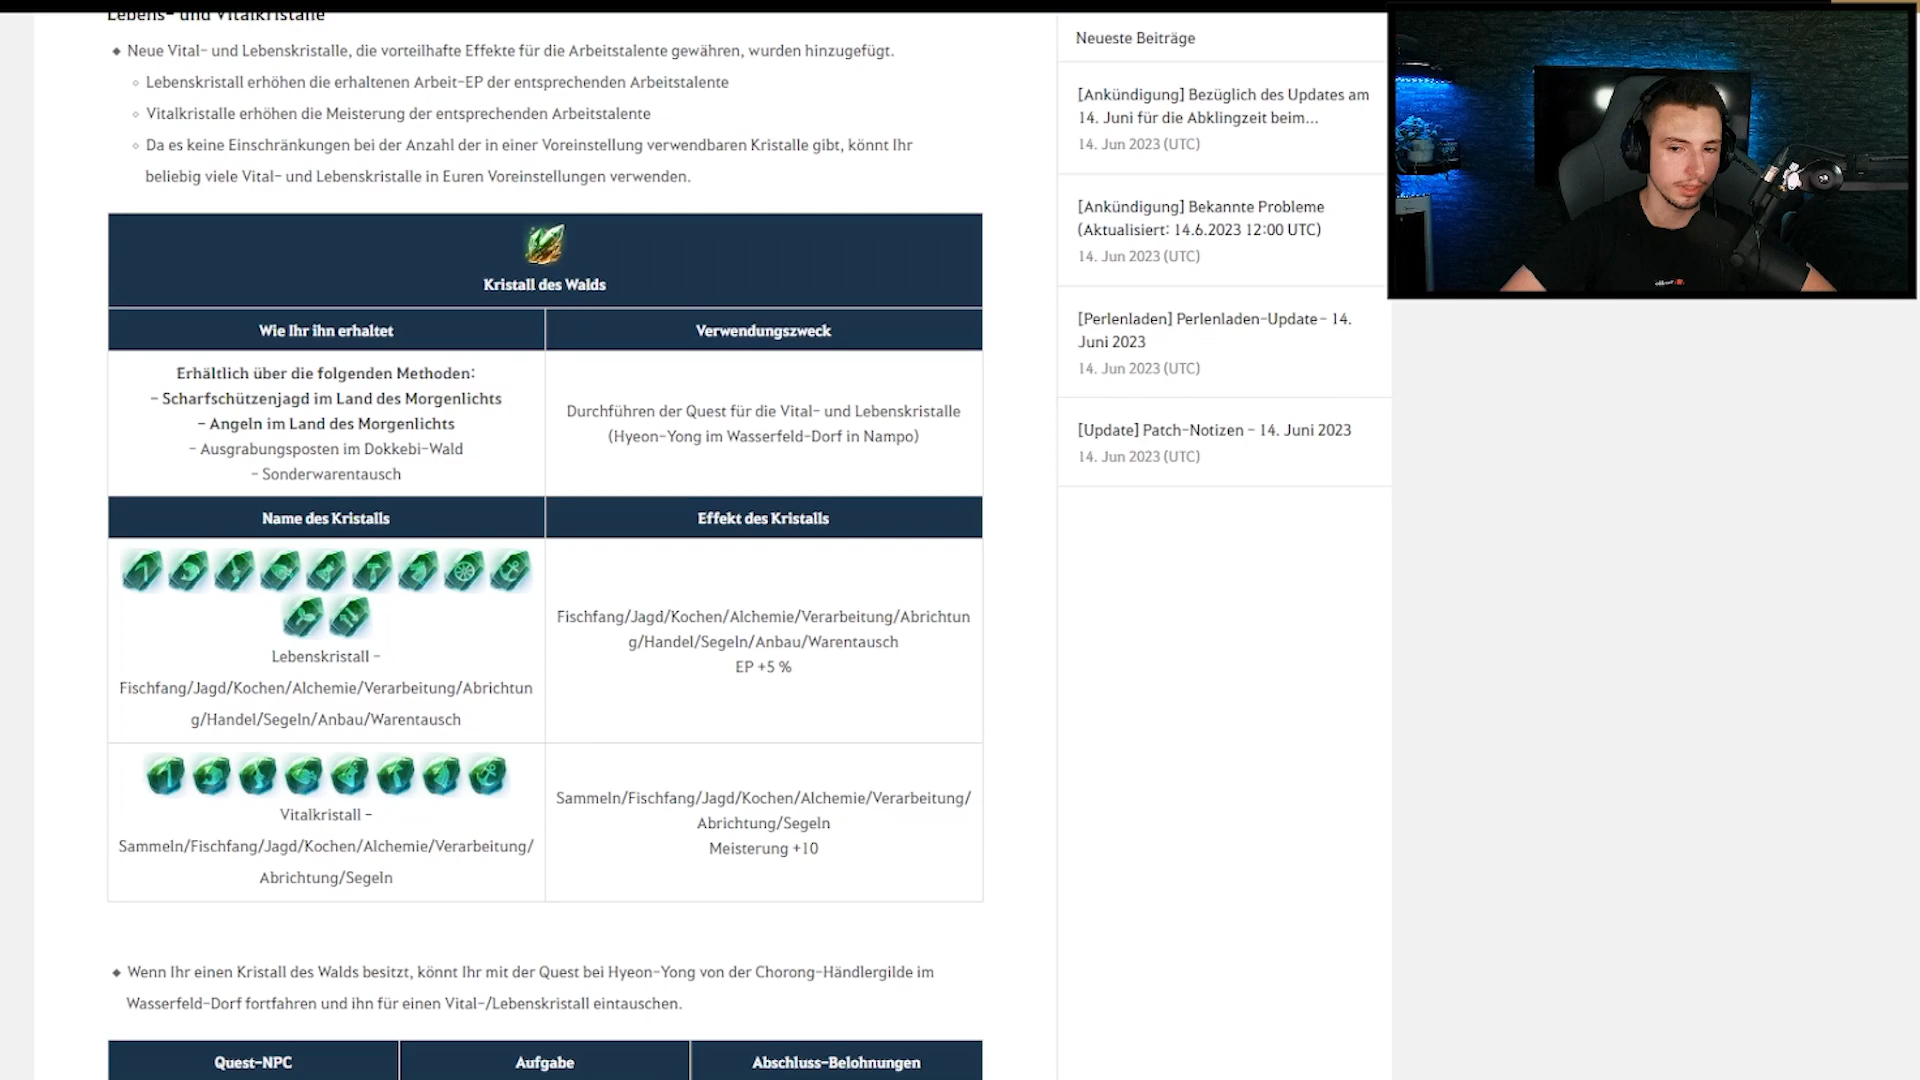 Lebens- und Vitalkristalle
Neue Vital- und Lebenskristalle, die vorteilhafte Effekte für die Arbeitstalente gewähren, wurden hinzugefügt.
Lebenskristall erhöhen die erhaltenen Arbeit-EP der entsprechenden Arbeitstalente
Vitalkristalle erhöhen die Meisterung der entsprechenden Arbeitstalente
Da es keine Einschränkungen bei der Anzahl der in einer Voreinstellung verwendbaren Kristalle gibt, könnt Ihr
beliebig viele Vital- und Lebenskristalle in Euren Voreinstellungen verwenden.
Kristall des Walds
Wie Ihr ihn erhaltet
Verwendungszweck
Erhältlich über die folgenden Methoden:
- Scharfschützenjagd im Land des Morgenlichts
- Angeln im Land des Morgenlichts
- Ausgrabungsposten im Dokkebi-Wald
- Sonderwarentausch
Durchführen der Quest für die Vital- und Lebenskristalle
(Hyeon-Yong im Wasserfeld-Dorf in Nampo)
Name des Kristalls
Effekt des Kristalls
Lebenskristall -
Fischfang/Jagd/Kochen/Alchemie/Verarbeitung/Abrichtun
g/Handel/Segeln/Anbau/Warentausch
Fischfang/Jagd/Kochen/Alchemie/Verarbeitung/Abrichtun
g/Handel/Segeln/Anbau/Warentausch
EP +5 %
Vitalkristall -
Sammeln/Fischfang/Jagd/Kochen/Alchemie/Verarbeitung/
Abrichtung/Segeln
Sammeln/Fischfang/Jagd/Kochen/Alchemie/Verarbeitung/
Abrichtung/Segeln
Meisterung +10
Wenn Ihr einen Kristall des Walds besitzt, könnt Ihr mit der Quest bei Hyeon-Yong von der Chorong-Händlergilde im
Wasserfeld-Dorf fortfahren und ihn für einen Vital-/Lebenskristall eintauschen.
Quest-NPC
Aufgabe
Abschluss-Belohnungen
Neueste Beiträge
[Ankündigung] Bezüglich des Updates am
14. Juni für die Abklingzeit beim...
14. Jun 2023 (UTC)
[Ankündigung] Bekannte Probleme
(Aktualisiert: 14.6.2023 12:00 UTC)
14. Jun 2023 (UTC)
[Perlenladen] Perlenladen-Update- 14.
Juni 2023
14. Jun 2023 (UTC)
[Update] Patch-Notizen - 14. Juni 2023
14. Jun 2023 (UTC)